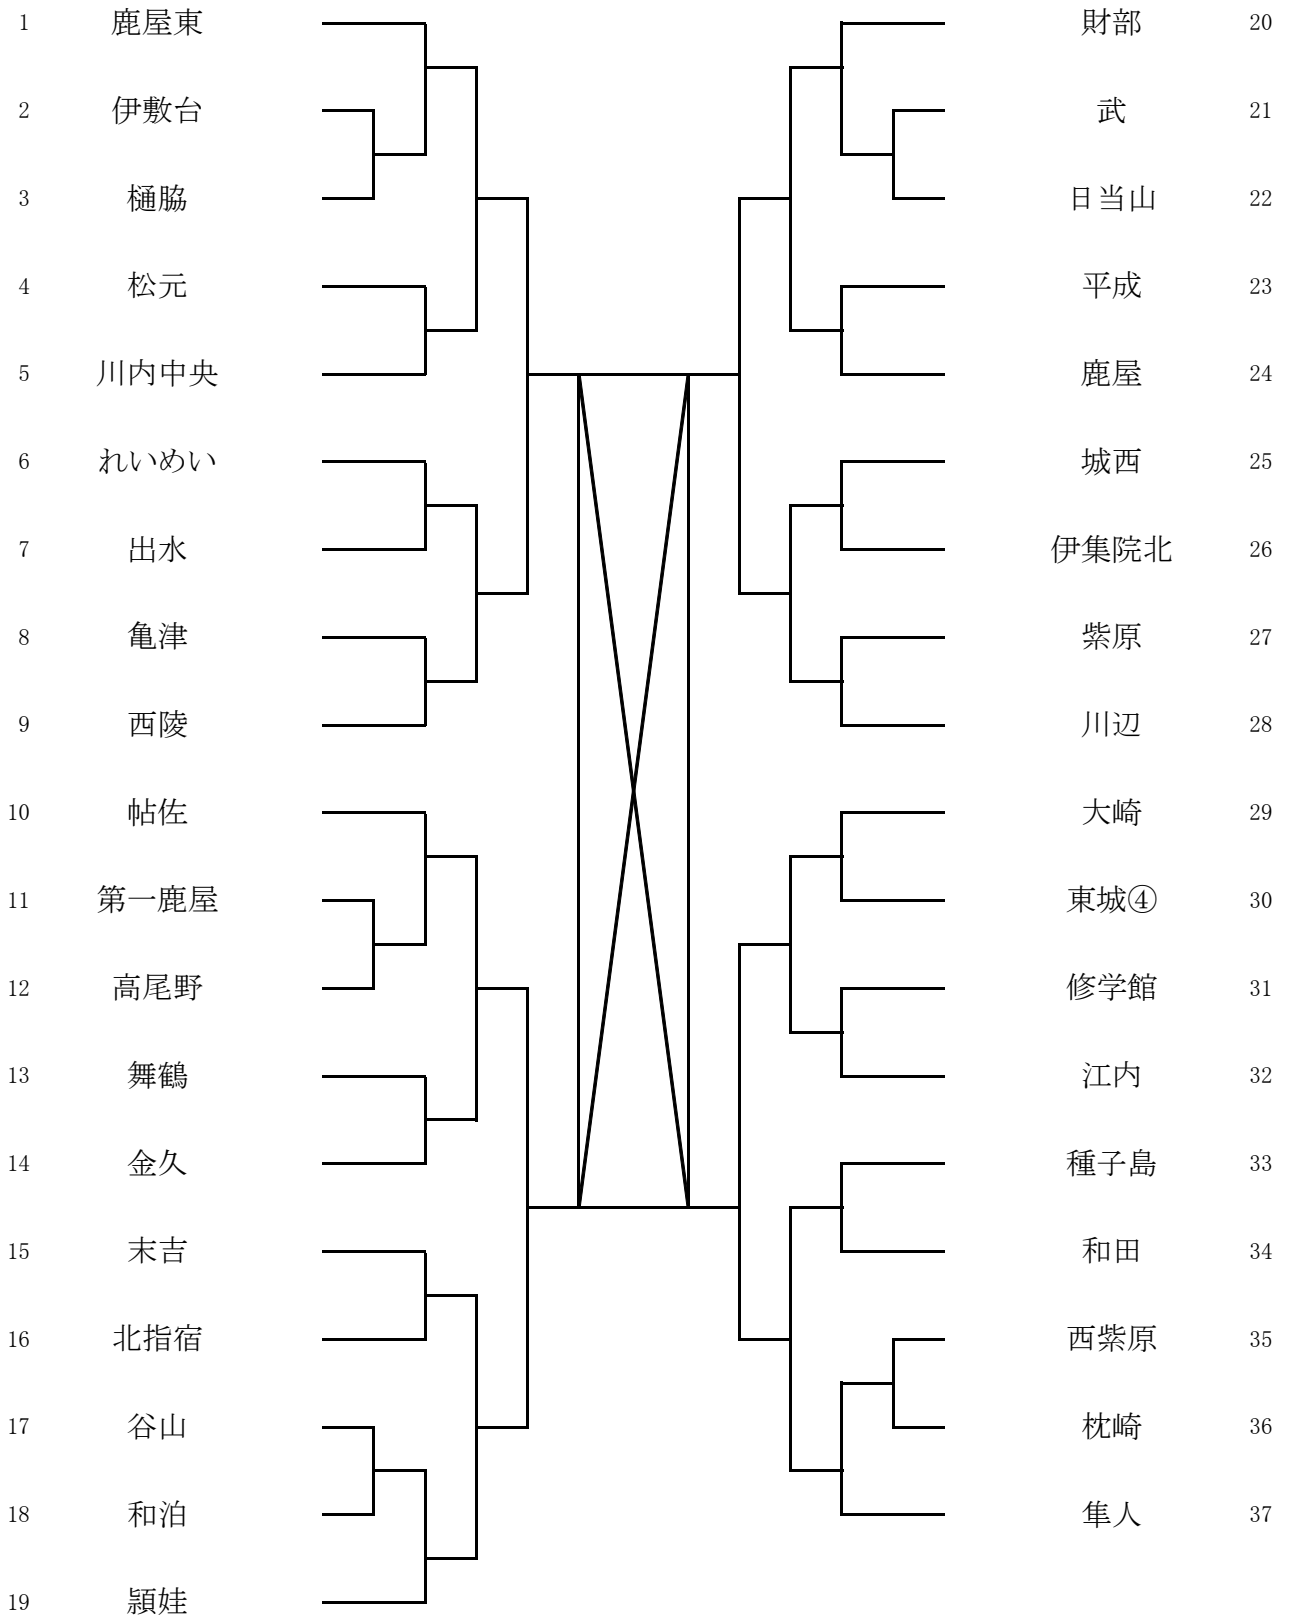 1 鹿屋東 財部 20
2 伊敷台 武 21
3 樋脇 日当山 22
4 松元 平成 23
5 川内中央 鹿屋 24
6 れいめい 城西 25
7 出水 伊集院北 26
8 亀津 紫原 27
9 西陵 川辺 28
10 帖佐 大崎 29
11 第一鹿屋 東城④ 30
12 高尾野 修学館 31
13 舞鶴 江内 32
14 金久 種子島 33
15 末吉 和田 34
16 北指宿 西紫原 35
17 谷山 枕崎 36
18 和泊 隼人 37
19 頴娃